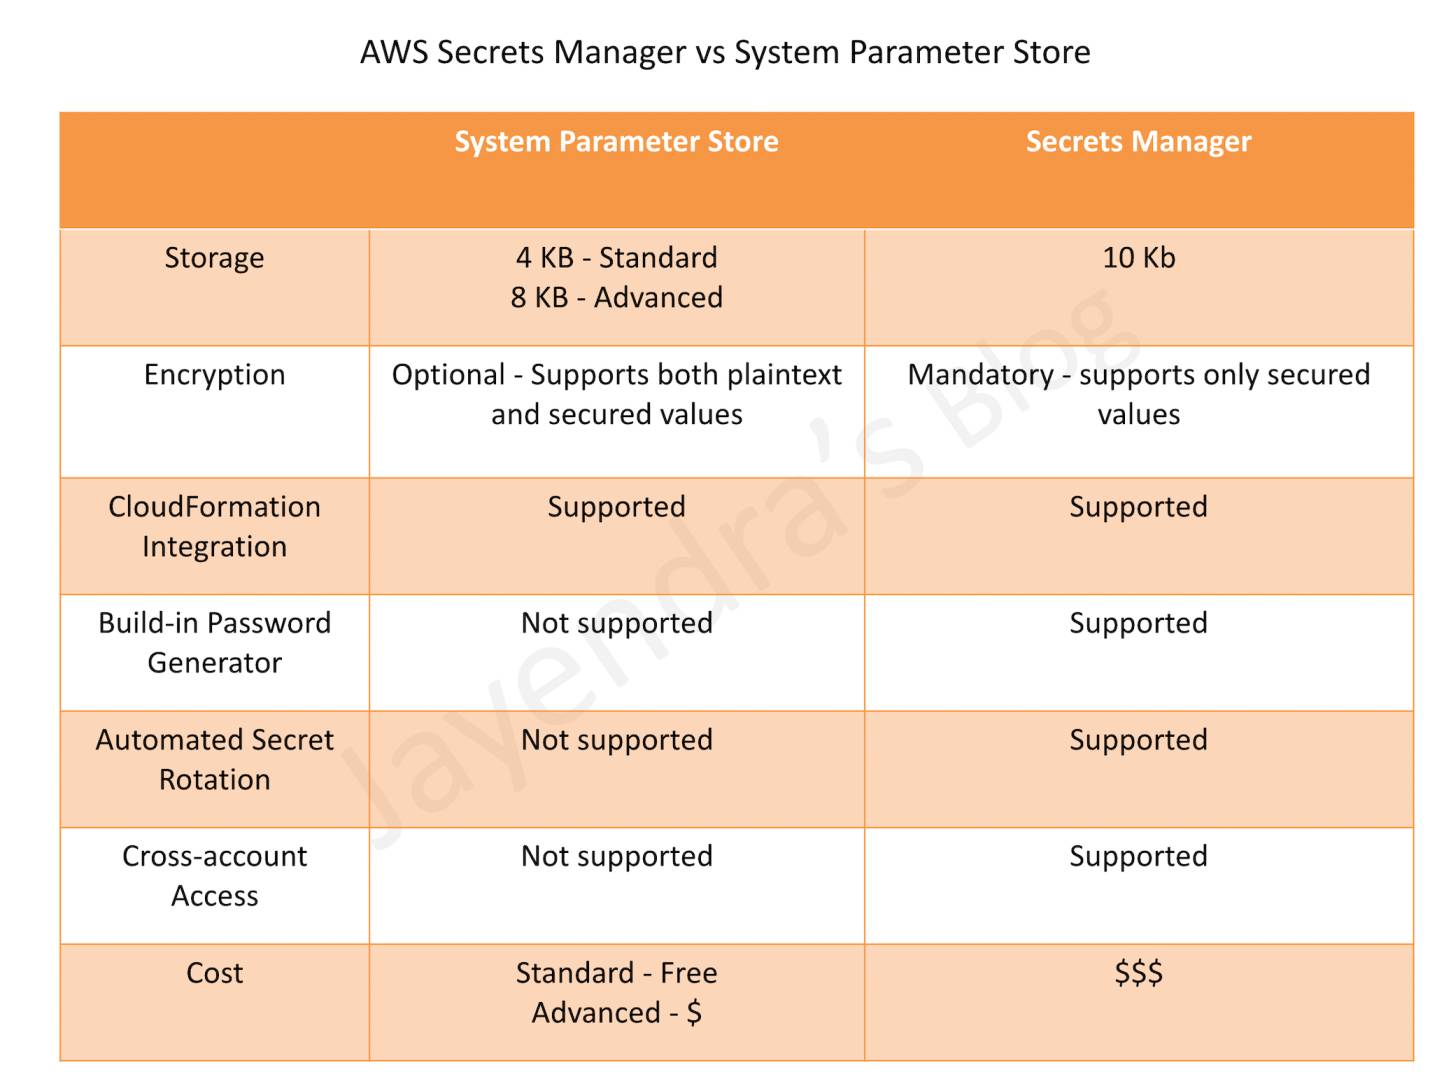 AWS Secrets Manager vs System Parameter Store
System Parameter Store
Secrets Manager
Storage
4 KB - Standard
8 KB - Advanced
10 Kb
Encryption
Optional - Supports both plaintext
and secured values
Mandatory - supports only secured
values
CloudFormation
Integration
Supported
Supported
Build-in Password
Generator
Not supported
Supported
Automated Secret
Rotation
Not supported
Supported
Cross-account
Access
Not supported
Supported
Cost
Standard - Free
Advanced - $
$$$
Jayendra's Blog